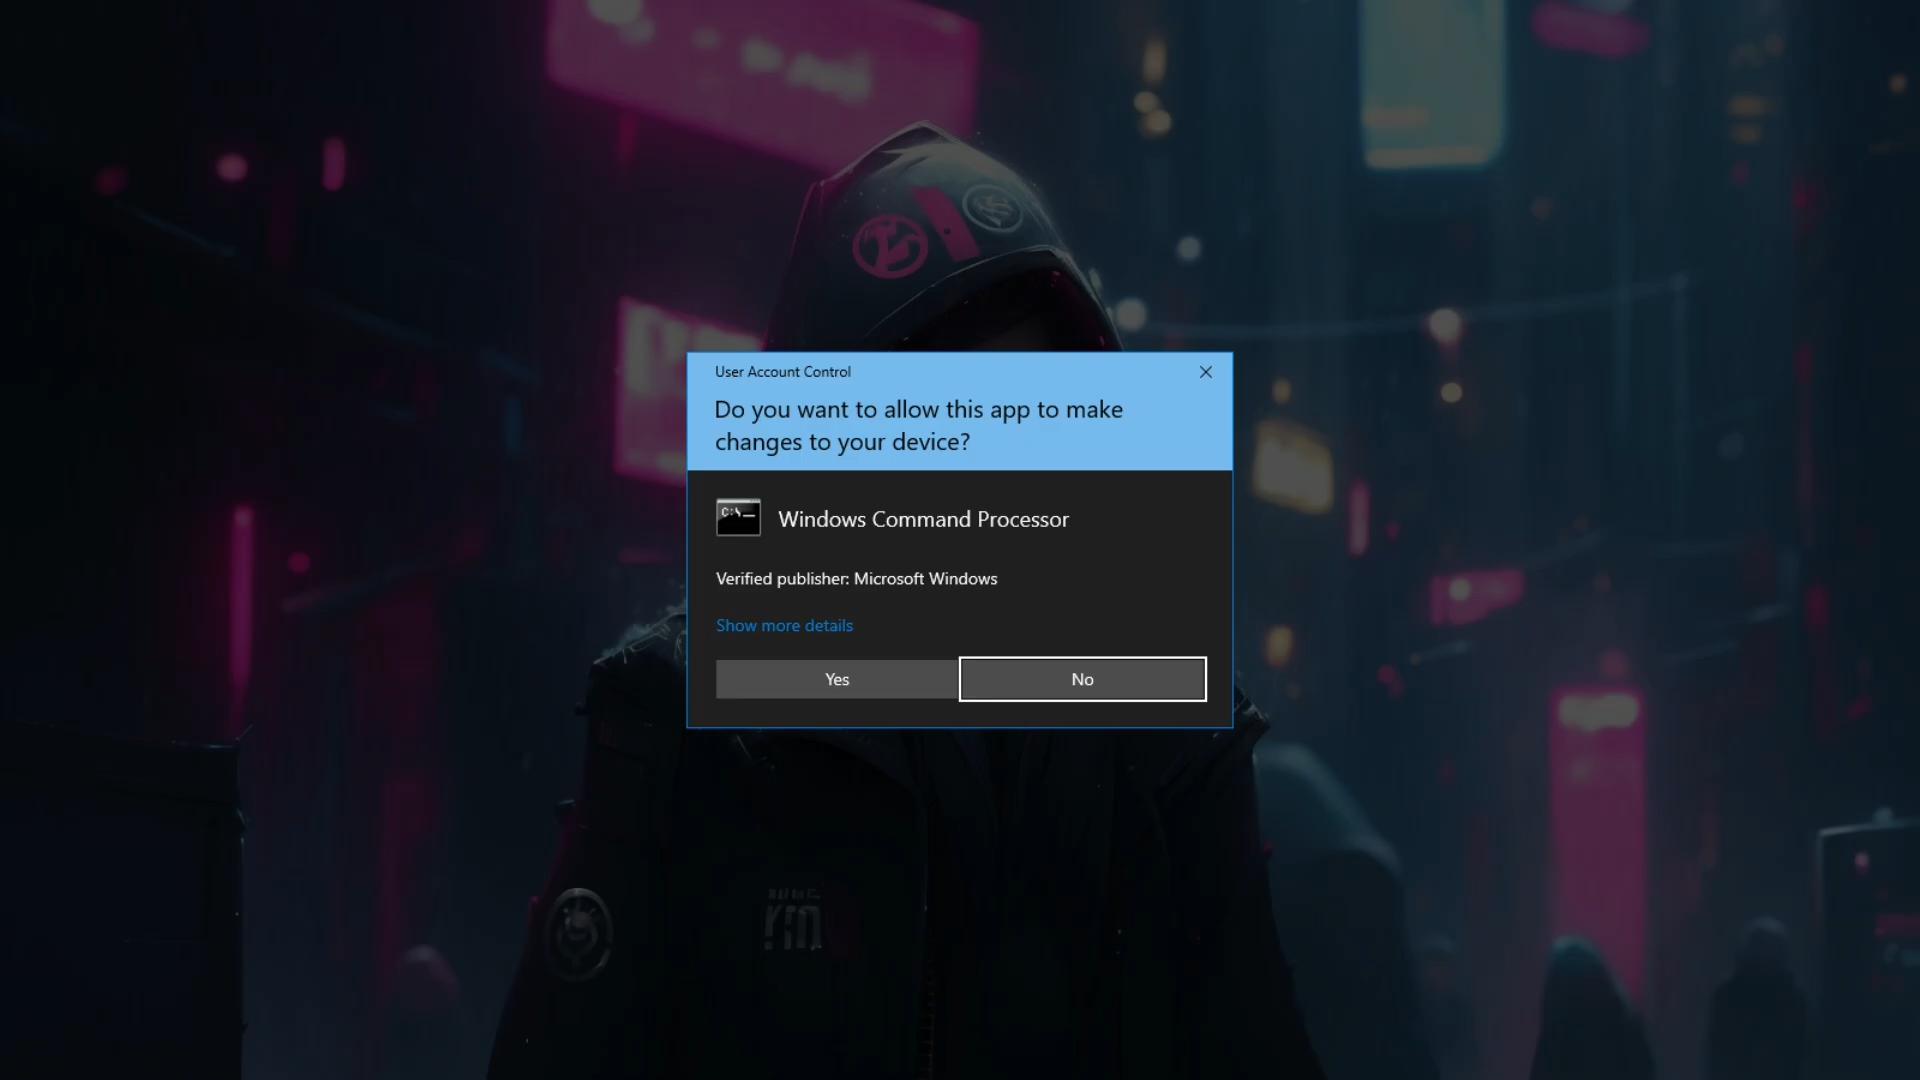 User Account Control
Do you want to allow this app to make
changes to your device?
C:\_
Windows Command Processor
Verified publisher: Microsoft Windows
Show more details
Yes
No